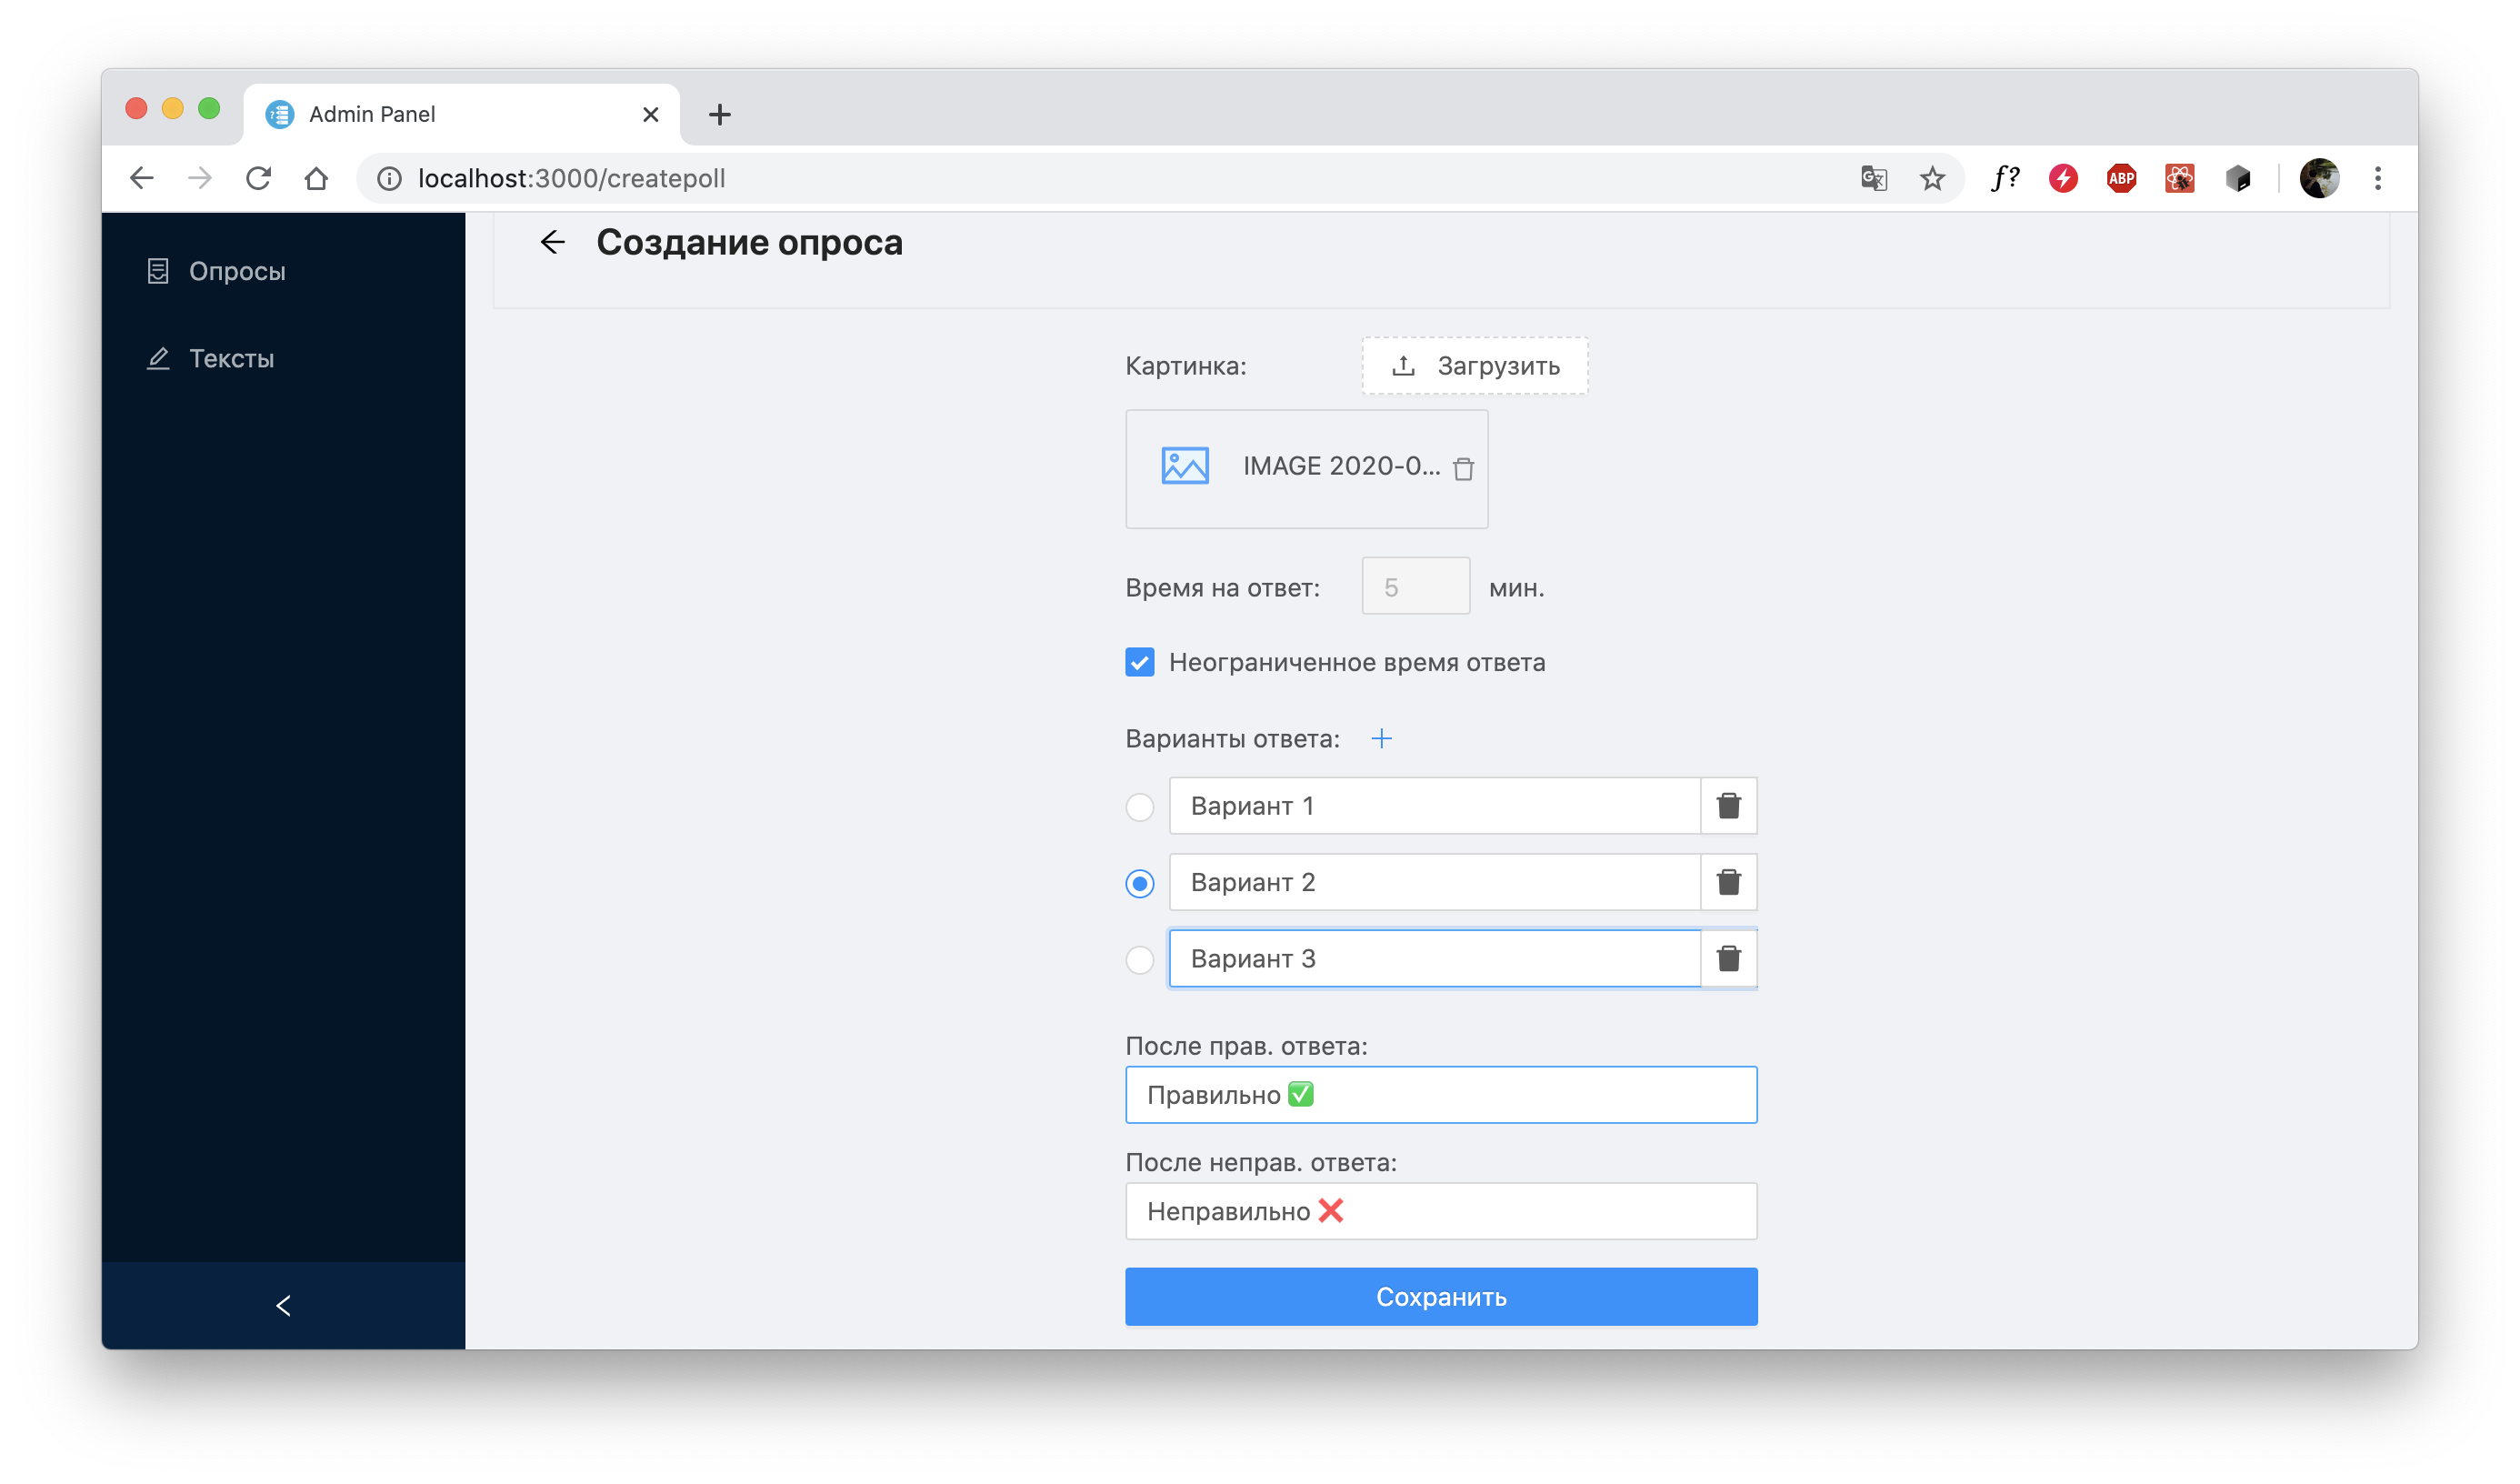 Admin Panel
localhost:3000/createpoll
f?
ABP
Опросы
Тексты
Создание опроса
Картинка: Загрузить
IMAGE 2020-0...
Время на ответ: 5 мин.
Неограниченное время ответа
Варианты ответа:
Вариант 1
Вариант 2
Вариант 3
После прав. ответа:
Правильно ✅
После неправ. ответа:
Неправильно ❌
Сохранить